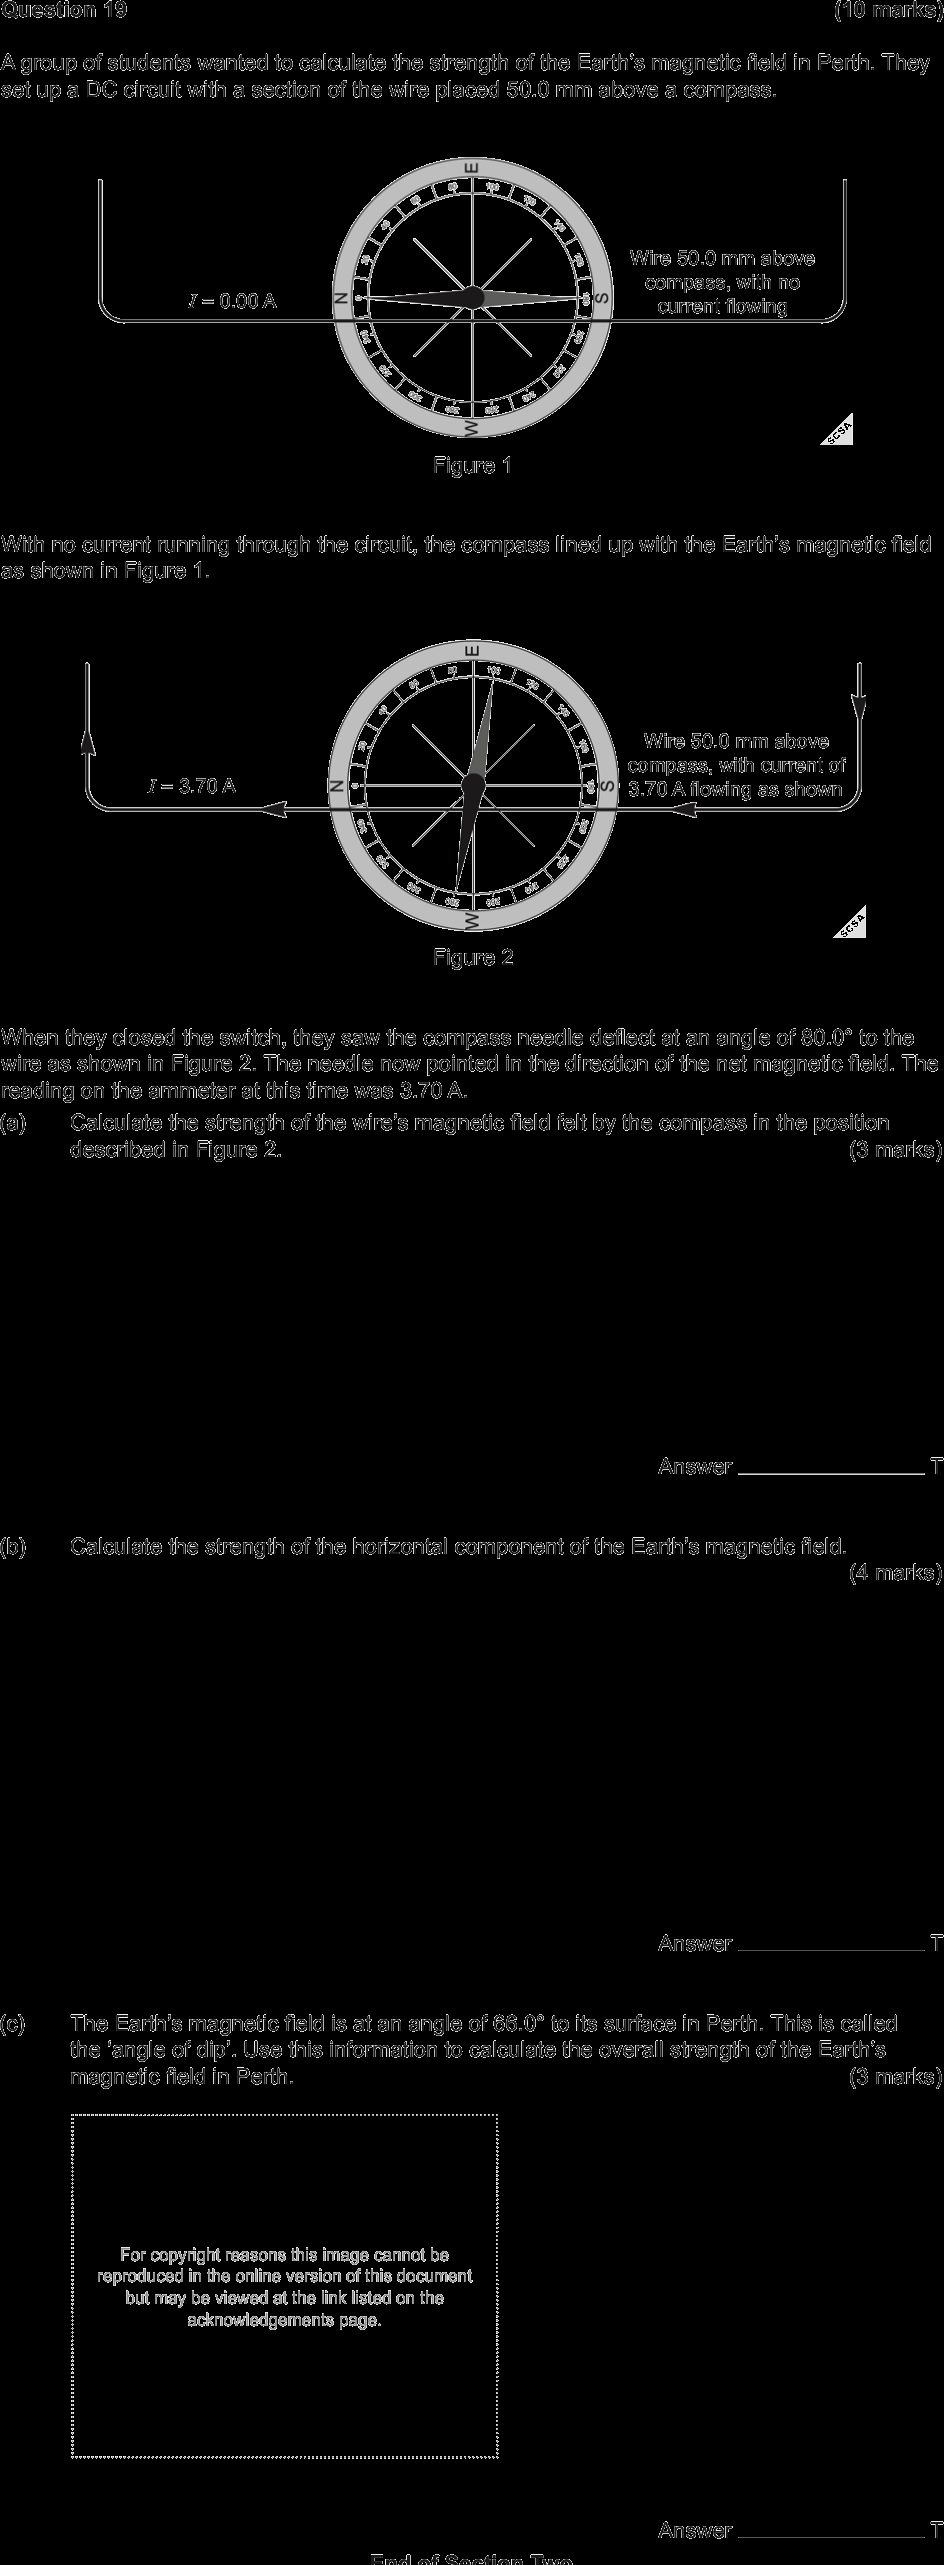 Question 19 (10 marks)
A group of students wanted to calculate the strength of the Earth's magnetic field in Perth. They
set up a DC circuit with a section of the wire placed 50.0 mm above a compass.
E
Wire 50.0 mm above
compass, with no
current flowing
I = 0.00 A
N
S
W
SCSA
Figure 1
With no current running through the circuit, the compass lined up with the Earth's magnetic field
as shown in Figure 1.
E
Wire 50.0 mm above
compass, with current of
3.70 A flowing as shown
I = 3.70 A
N
S
W
SCSA
Figure 2
When they closed the switch, they saw the compass needle deflect at an angle of 80.0° to the
wire as shown in Figure 2. The needle now pointed in the direction of the net magnetic field. The
reading on the ammeter at this time was 3.70 A.
(a) Calculate the strength of the wire's magnetic field felt by the compass in the position
described in Figure 2. (3 marks)
Answer T
(b) Calculate the strength of the horizontal component of the Earth's magnetic field.
(4 marks)
Answer T
(c) The Earth's magnetic field is at an angle of 66.0° to its surface in Perth. This is called
the 'angle of dip'. Use this information to calculate the overall strength of the Earth's
magnetic field in Perth. (3 marks)
For copyright reasons this image cannot be
reproduced in the online version of this document
but may be viewed at the link listed on the
acknowledgements page.
Answer T
End of Section Two